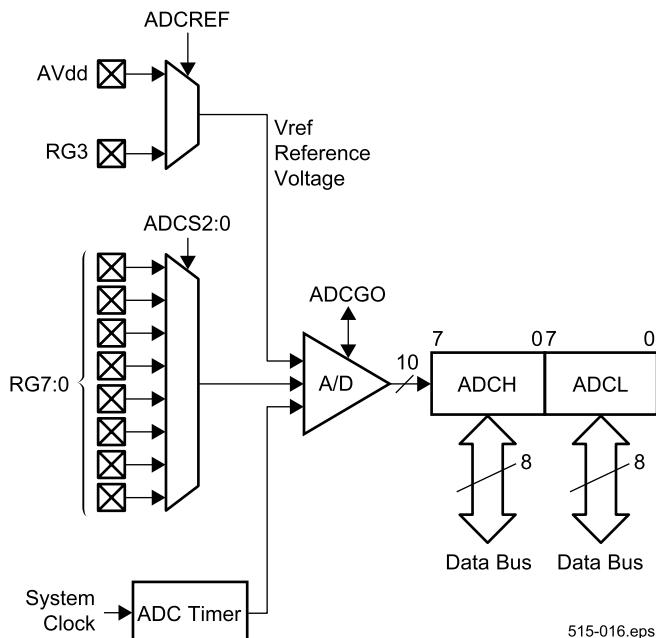 ADCREF
AVdd
RG3
Vref
Reference
Voltage
ADCS2:0
ADCGO
RG7:0
A/D
10
7
0
7
0
ADCH
ADCL
8
8
Data Bus
Data Bus
System
Clock
ADC Timer
515-016.eps